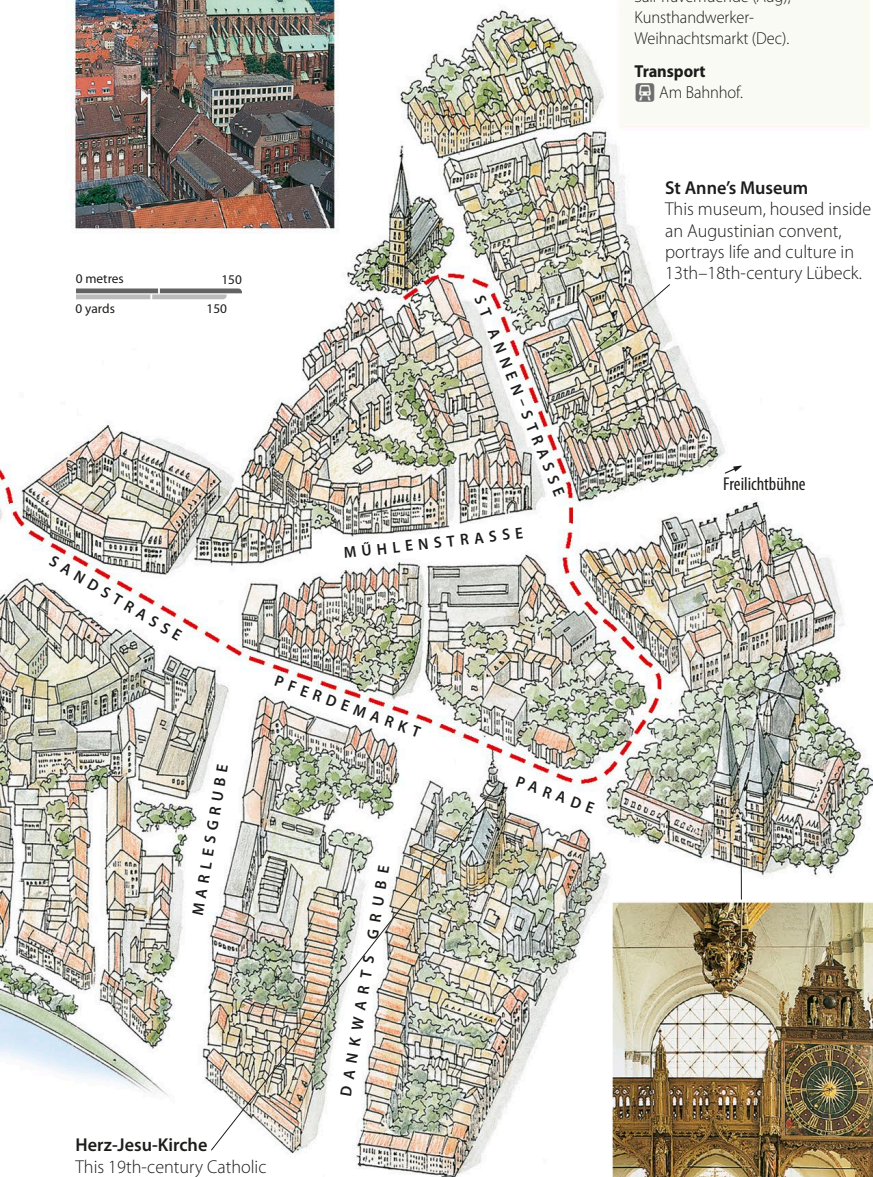 Kunsthandwerker-
Weihnachtsmarkt (Dec).
Transport
Am Bahnhof.
St Anne's Museum
This museum, housed inside
an Augustinian convent,
portrays life and culture in
13th–18th-century Lübeck.
0 metres 150
0 yards 150
ST ANNEN-STRASSE
Freilichtbühne
MÜHLENSTRASSE
SANDSTRASSE
PFERDEMARKT
PARADE
MARLESGRUBE
DANKWARTS GRUBE
Herz-Jesu-Kirche
This 19th-century Catholic